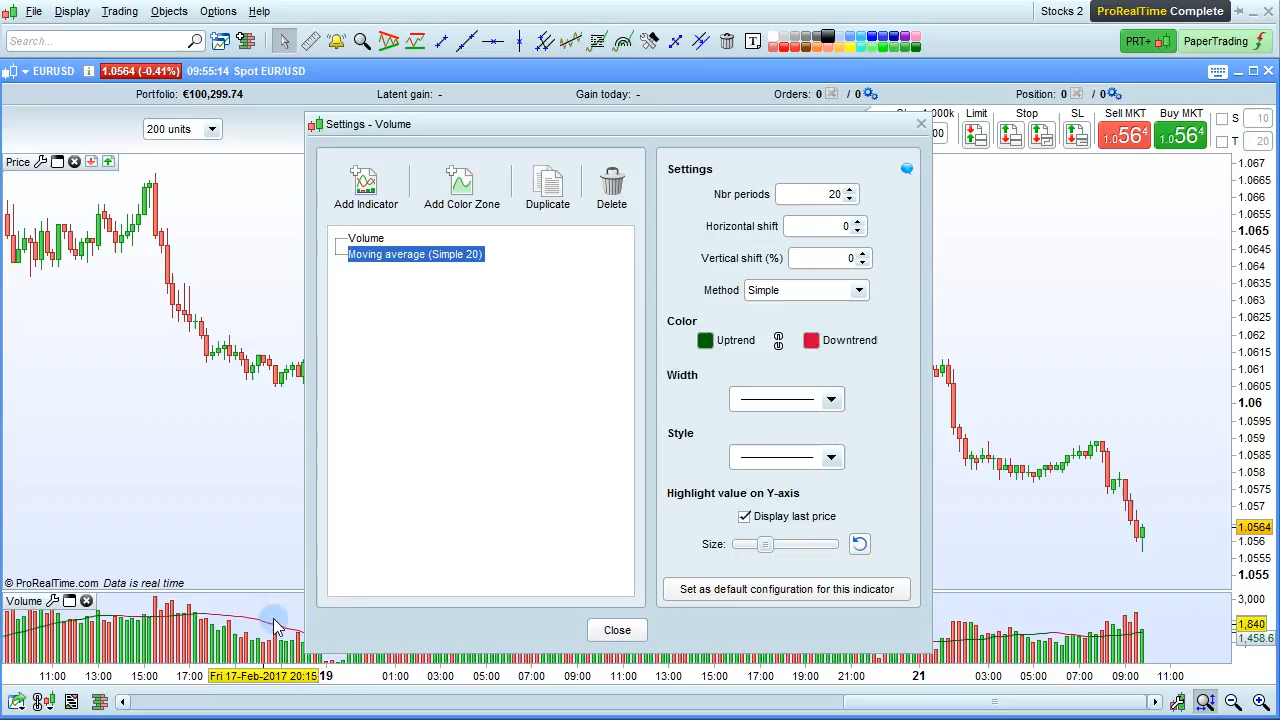 File Display Trading Objects Options Help Stocks 2 ProRealTime Complete
Search... PRT+ PaperTrading
EURUSD 1.0564 (-0.41%) 09:55:14 Spot EUR/USD
Portfolio: €100,299.74 Latent gain: - Gain today: - Orders: 0 / 0 Position: 0 / 0
200 units Limit Stop SL Sell MKT Buy MKT S 10
1.056⁴ 1.056⁴ T 20
Settings - Volume
Price
Add Indicator Add Color Zone Duplicate Delete
Volume
Moving average (Simple 20)
Settings
Nbr periods 20
Horizontal shift 0
Vertical shift (%) 0
Method Simple
Color
Uptrend Downtrend
Width
Style
Highlight value on Y-axis
Display last price
Size:
Set as default configuration for this indicator
Close
1.067
1.0665
1.066
1.0655
1.065
1.0645
1.064
1.0635
1.063
1.0625
1.062
1.0615
1.061
1.0605
1.06
1.0595
1.059
1.0585
1.058
1.0575
1.057
1.0564
1.056
1.0555
1.055
© ProRealTime.com Data is real time
Volume
3,000
1,840
1,458.6
11:00 13:00 15:00 17:00 Fri 17-Feb-2017 20:15 19 01:00 03:00 05:00 07:00 09:00 11:00 13:00 15:00 17:00 19:00 21:00 21 03:00 05:00 07:00 09:00 11:00